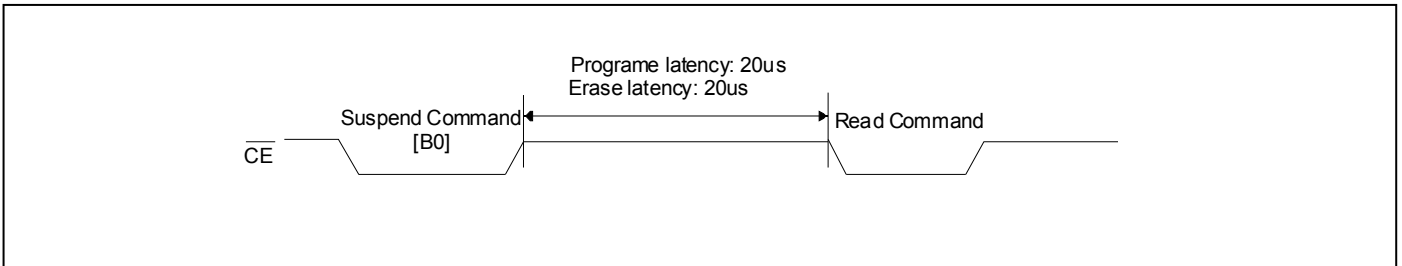 Programe latency: 20us
Erase latency: 20us
Suspend Command
[B0]
Read Command
CE